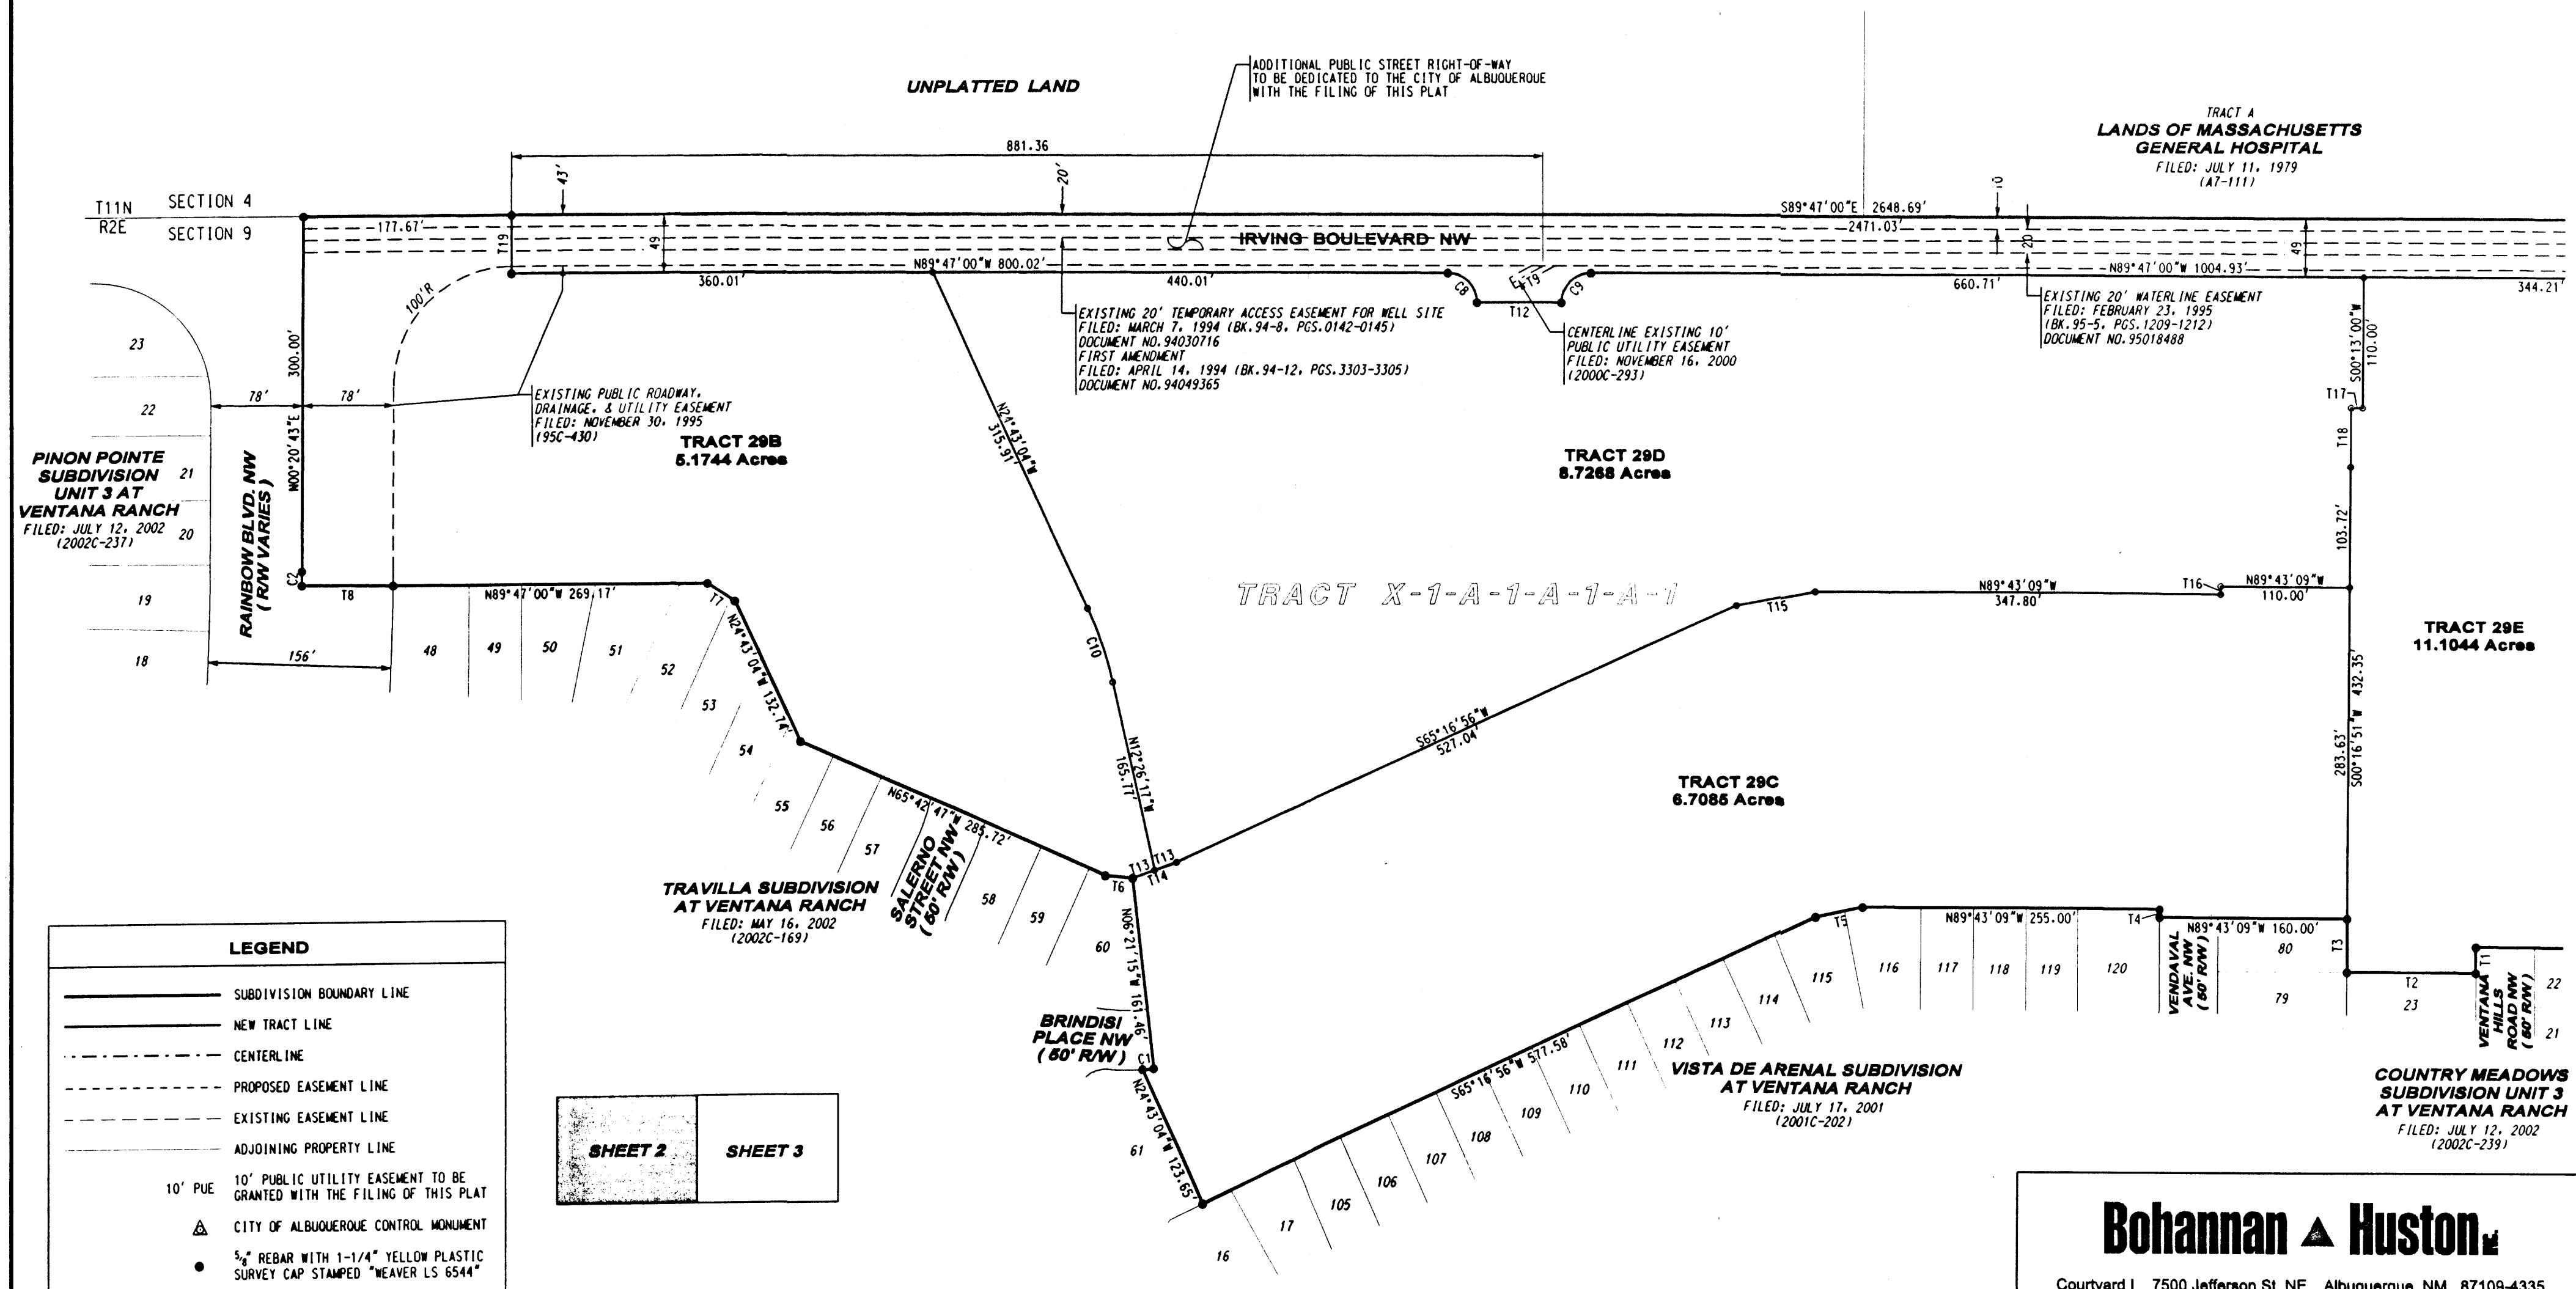 UNPLATTED LAND
ADDITIONAL PUBLIC STREET RIGHT-OF-WAY
TO BE DEDICATED TO THE CITY OF ALBUQUERQUE
WITH THE FILING OF THIS PLAT
TRACT A
LANDS OF MASSACHUSETTS
GENERAL HOSPITAL
FILED: JULY 11, 1979
(A7-111)
881.36
43'
20'
10
T11N
SECTION 4
R2E
SECTION 9
S89°47'00"E 2648.69'
177.67'
T19
49
IRVING BOULEVARD NW
2471.03'
20
49
N89°47'00"W 800.02'
N89°47'00"W 1004.93'
360.01'
440.01'
C8
T12
E
T9
C9
660.71'
344.21'
100'R
EXISTING 20' TEMPORARY ACCESS EASEMENT FOR WELL SITE
FILED: MARCH 7, 1994 (BK.94-8, PGS.0142-0145)
DOCUMENT NO.94030716
FIRST AMENDMENT
FILED: APRIL 14, 1994 (BK.94-12, PGS.3303-3305)
DOCUMENT NO.94049365
CENTERLINE EXISTING 10'
PUBLIC UTILITY EASEMENT
FILED: NOVEMBER 16, 2000
(2000C-293)
EXISTING 20' WATERLINE EASEMENT
FILED: FEBRUARY 23, 1995
(BK.95-5, PGS.1209-1212)
DOCUMENT NO.95018488
S00°13'00"W
110.00'
T17
T18
103.72'
23
22
21
20
19
18
300.00'
N00°20'43"E
78'
78'
EXISTING PUBLIC ROADWAY,
DRAINAGE, & UTILITY EASEMENT
FILED: NOVEMBER 30, 1995
(95C-430)
TRACT 29B
5.1744 Acres
N24°43'04"W
315.91'
TRACT 29D
8.7268 Acres
PINON POINTE
SUBDIVISION
UNIT 3 AT
VENTANA RANCH
FILED: JULY 12, 2002
(2002C-237)
RAINBOW BLVD. NW
(R/W VARIES)
C2
T8
N89°47'00"W 269.17'
T7
156'
48
49
50
51
52
53
54
55
56
57
58
59
60
61
N24°43'04"W 132.74'
TRACT X-1-A-1-A-1-A-1
C10
N12°26'17"W
165.77'
T15
N89°43'09"W
347.80'
T16
N89°43'09"W
110.00'
TRACT 29E
11.1044 Acres
S65°16'56"W
527.04'
S00°16'51"W 432.35'
283.63'
TRACT 29C
6.7085 Acres
N65°42'47"W 285.72'
T6
T13
T13
T14
SALERNO
STREET NW
(50' R/W)
TRAVILLA SUBDIVISION
AT VENTANA RANCH
FILED: MAY 16, 2002
(2002C-169)
N06°21'15"W 161.46'
BRINDISI
PLACE NW
(50' R/W)
C1
N24°43'04"W 123.65'
S65°16'56"W 577.58'
T5
N89°43'09"W 255.00'
T4
N89°43'09"W 160.00'
T3
T2
T1
16
17
105
106
107
108
109
110
111
112
113
114
115
116
117
118
119
120
VENDAVAL
AVE. NW
(50' R/W)
80
79
23
22
21
VENTANA
HILLS
ROAD NW
(50' R/W)
VISTA DE ARENAL SUBDIVISION
AT VENTANA RANCH
FILED: JULY 17, 2001
(2001C-202)
COUNTRY MEADOWS
SUBDIVISION UNIT 3
AT VENTANA RANCH
FILED: JULY 12, 2002
(2002C-239)
LEGEND
SUBDIVISION BOUNDARY LINE
NEW TRACT LINE
CENTERLINE
PROPOSED EASEMENT LINE
EXISTING EASEMENT LINE
ADJOINING PROPERTY LINE
10' PUE
10' PUBLIC UTILITY EASEMENT TO BE
GRANTED WITH THE FILING OF THIS PLAT
CITY OF ALBUQUERQUE CONTROL MONUMENT
5/8" REBAR WITH 1-1/4" YELLOW PLASTIC
SURVEY CAP STAMPED "WEAVER LS 6544"
SHEET 2
SHEET 3
Bohannan Huston
Courtyard I 7500 Jefferson St. NE Albuquerque, NM 87109-4335